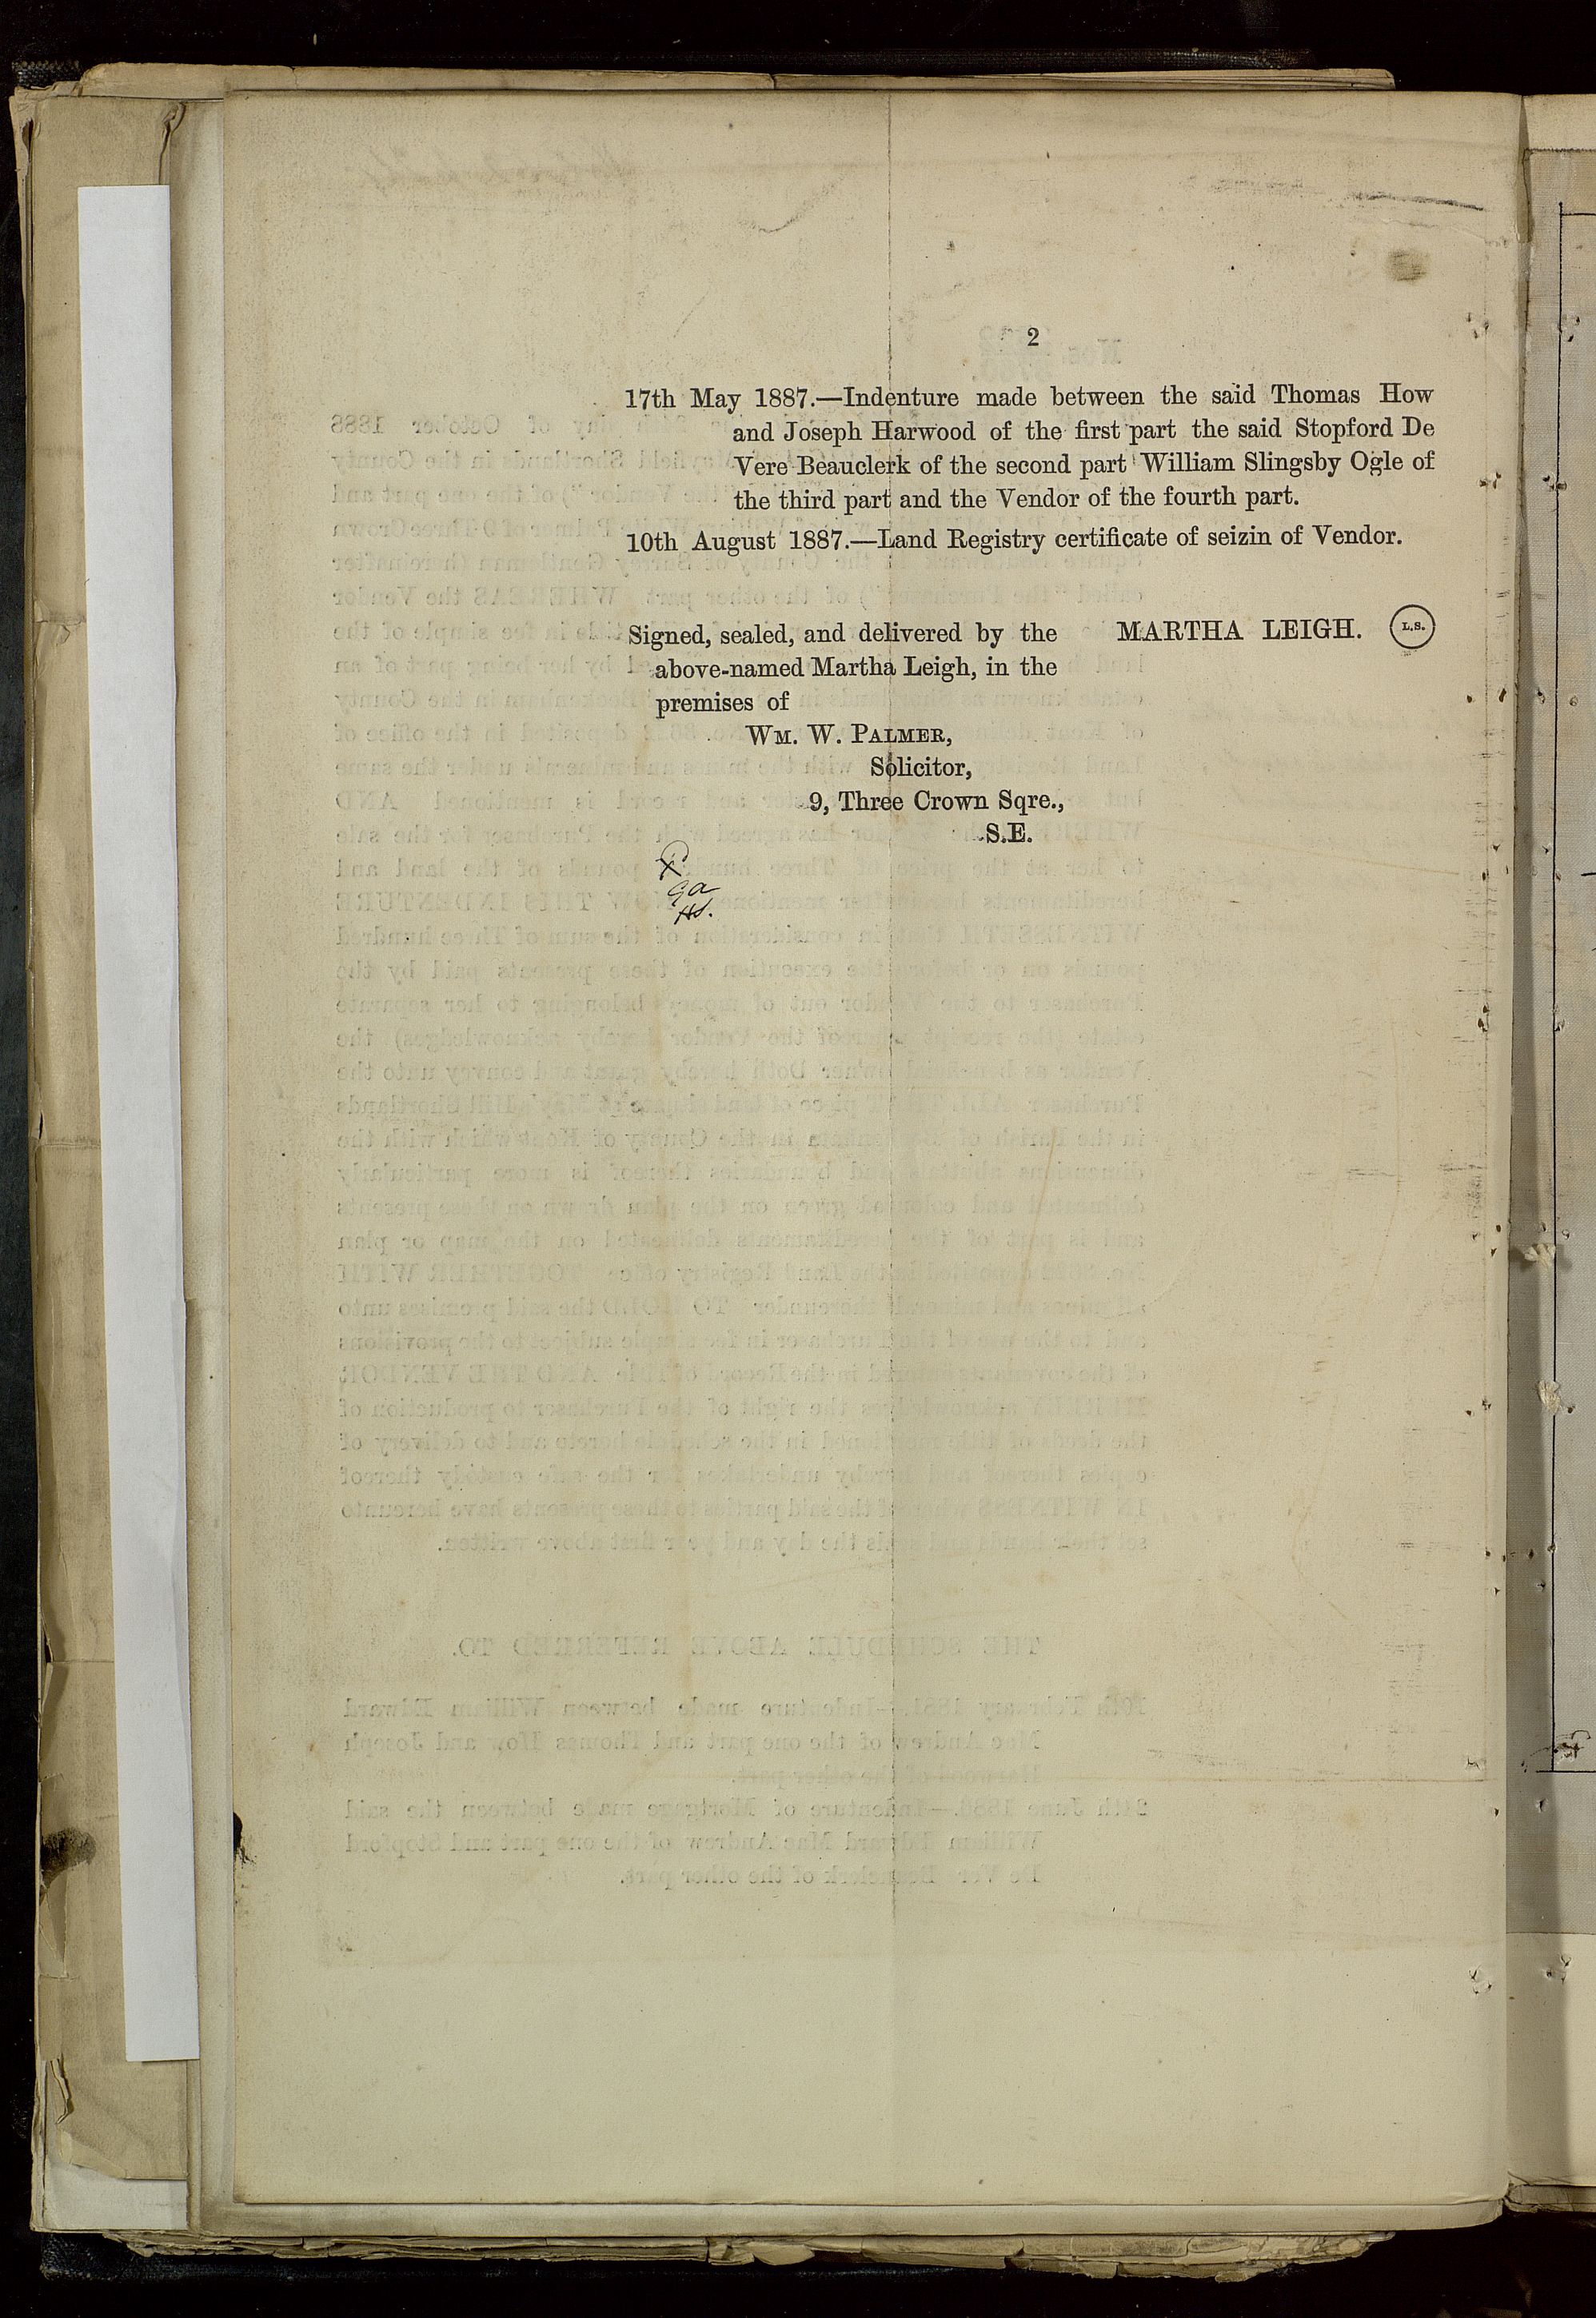 2
17th May 1887.—Indenture made between the said Thomas How
and Joseph Harwood of the first part the said Stopford De
Vere Beauclerk of the second part William Slingsby Ogle of
the third part and the Vendor of the fourth part.
10th August 1887.—Land Registry certificate of seizin of Vendor.
Signed, sealed, and delivered by the MARTHA LEIGH. L.S.
above-named Martha Leigh, in the
premises of
WM. W. PALMER,
Solicitor,
9, Three Crown Sqre.,
S.E.